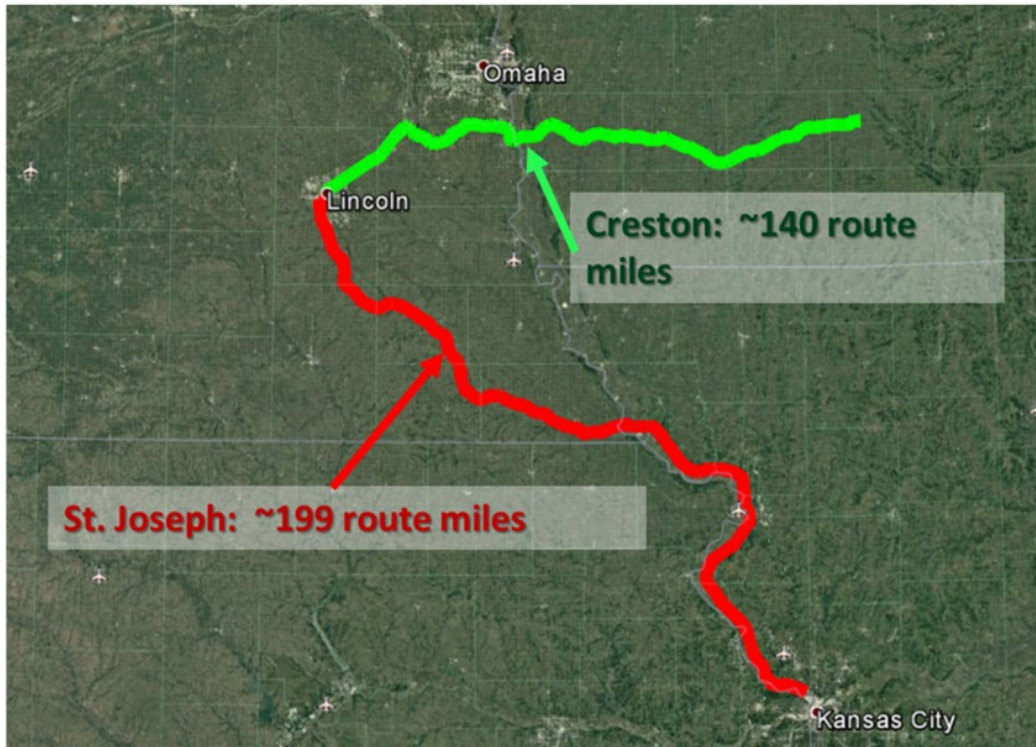 Omaha
Lincoln
Creston:  ~140 route
miles
St. Joseph:  ~199 route miles
Kansas City